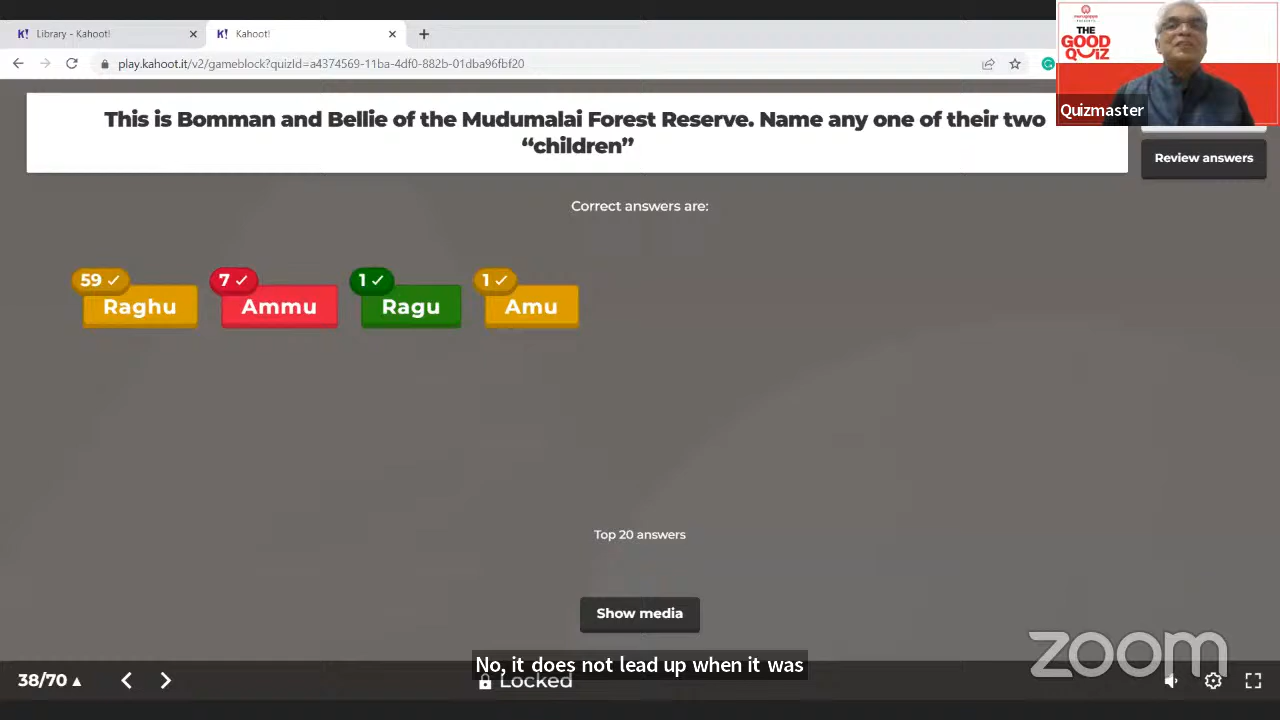 Library - Kahoot!
Kahoot!
play.kahoot.it/v2/gameblock?quizId=a4374569-11ba-4df0-882b-01dba96fbf20
THE
GOOD
QUIZ
Quizmaster
This is Bomman and Bellie of the Mudumalai Forest Reserve. Name any one of their two
“children”
Review answers
Correct answers are:
59 7 1 1
Raghu Ammu Ragu Amu
Top 20 answers
Show media
No, it does not lead up when it was
38/70
Locked
zoom